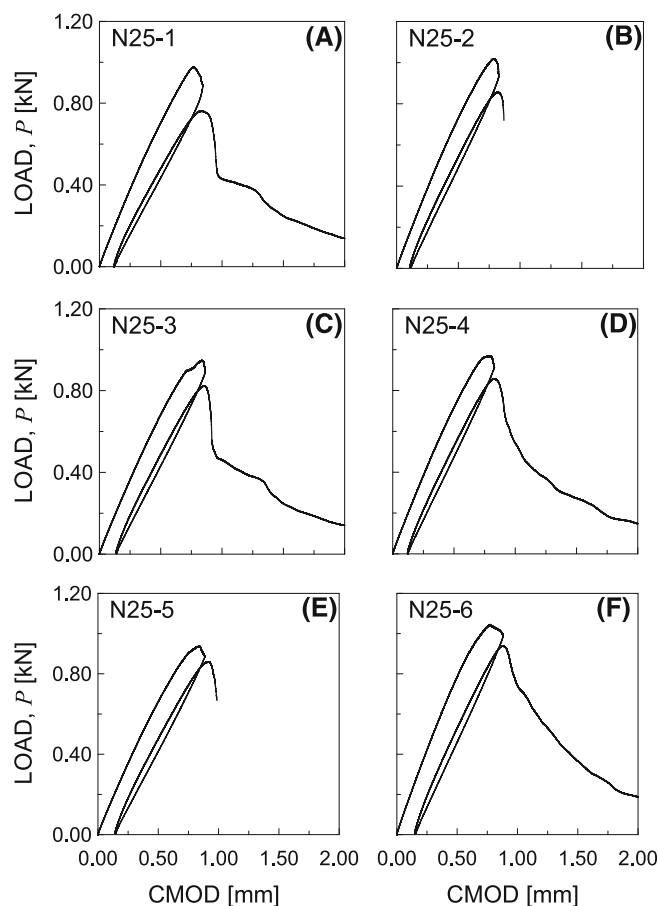 N25-1 (A) N25-2 (B)
1.20
0.80
0.40
0.00
LOAD, P [kN]
N25-3 (C) N25-4 (D)
1.20
0.80
0.40
0.00
LOAD, P [kN]
N25-5 (E) N25-6 (F)
1.20
0.80
0.40
0.00
LOAD, P [kN]
0.00 0.50 1.00 1.50 2.00 0.00 0.50 1.00 1.50 2.00
CMOD [mm] CMOD [mm]